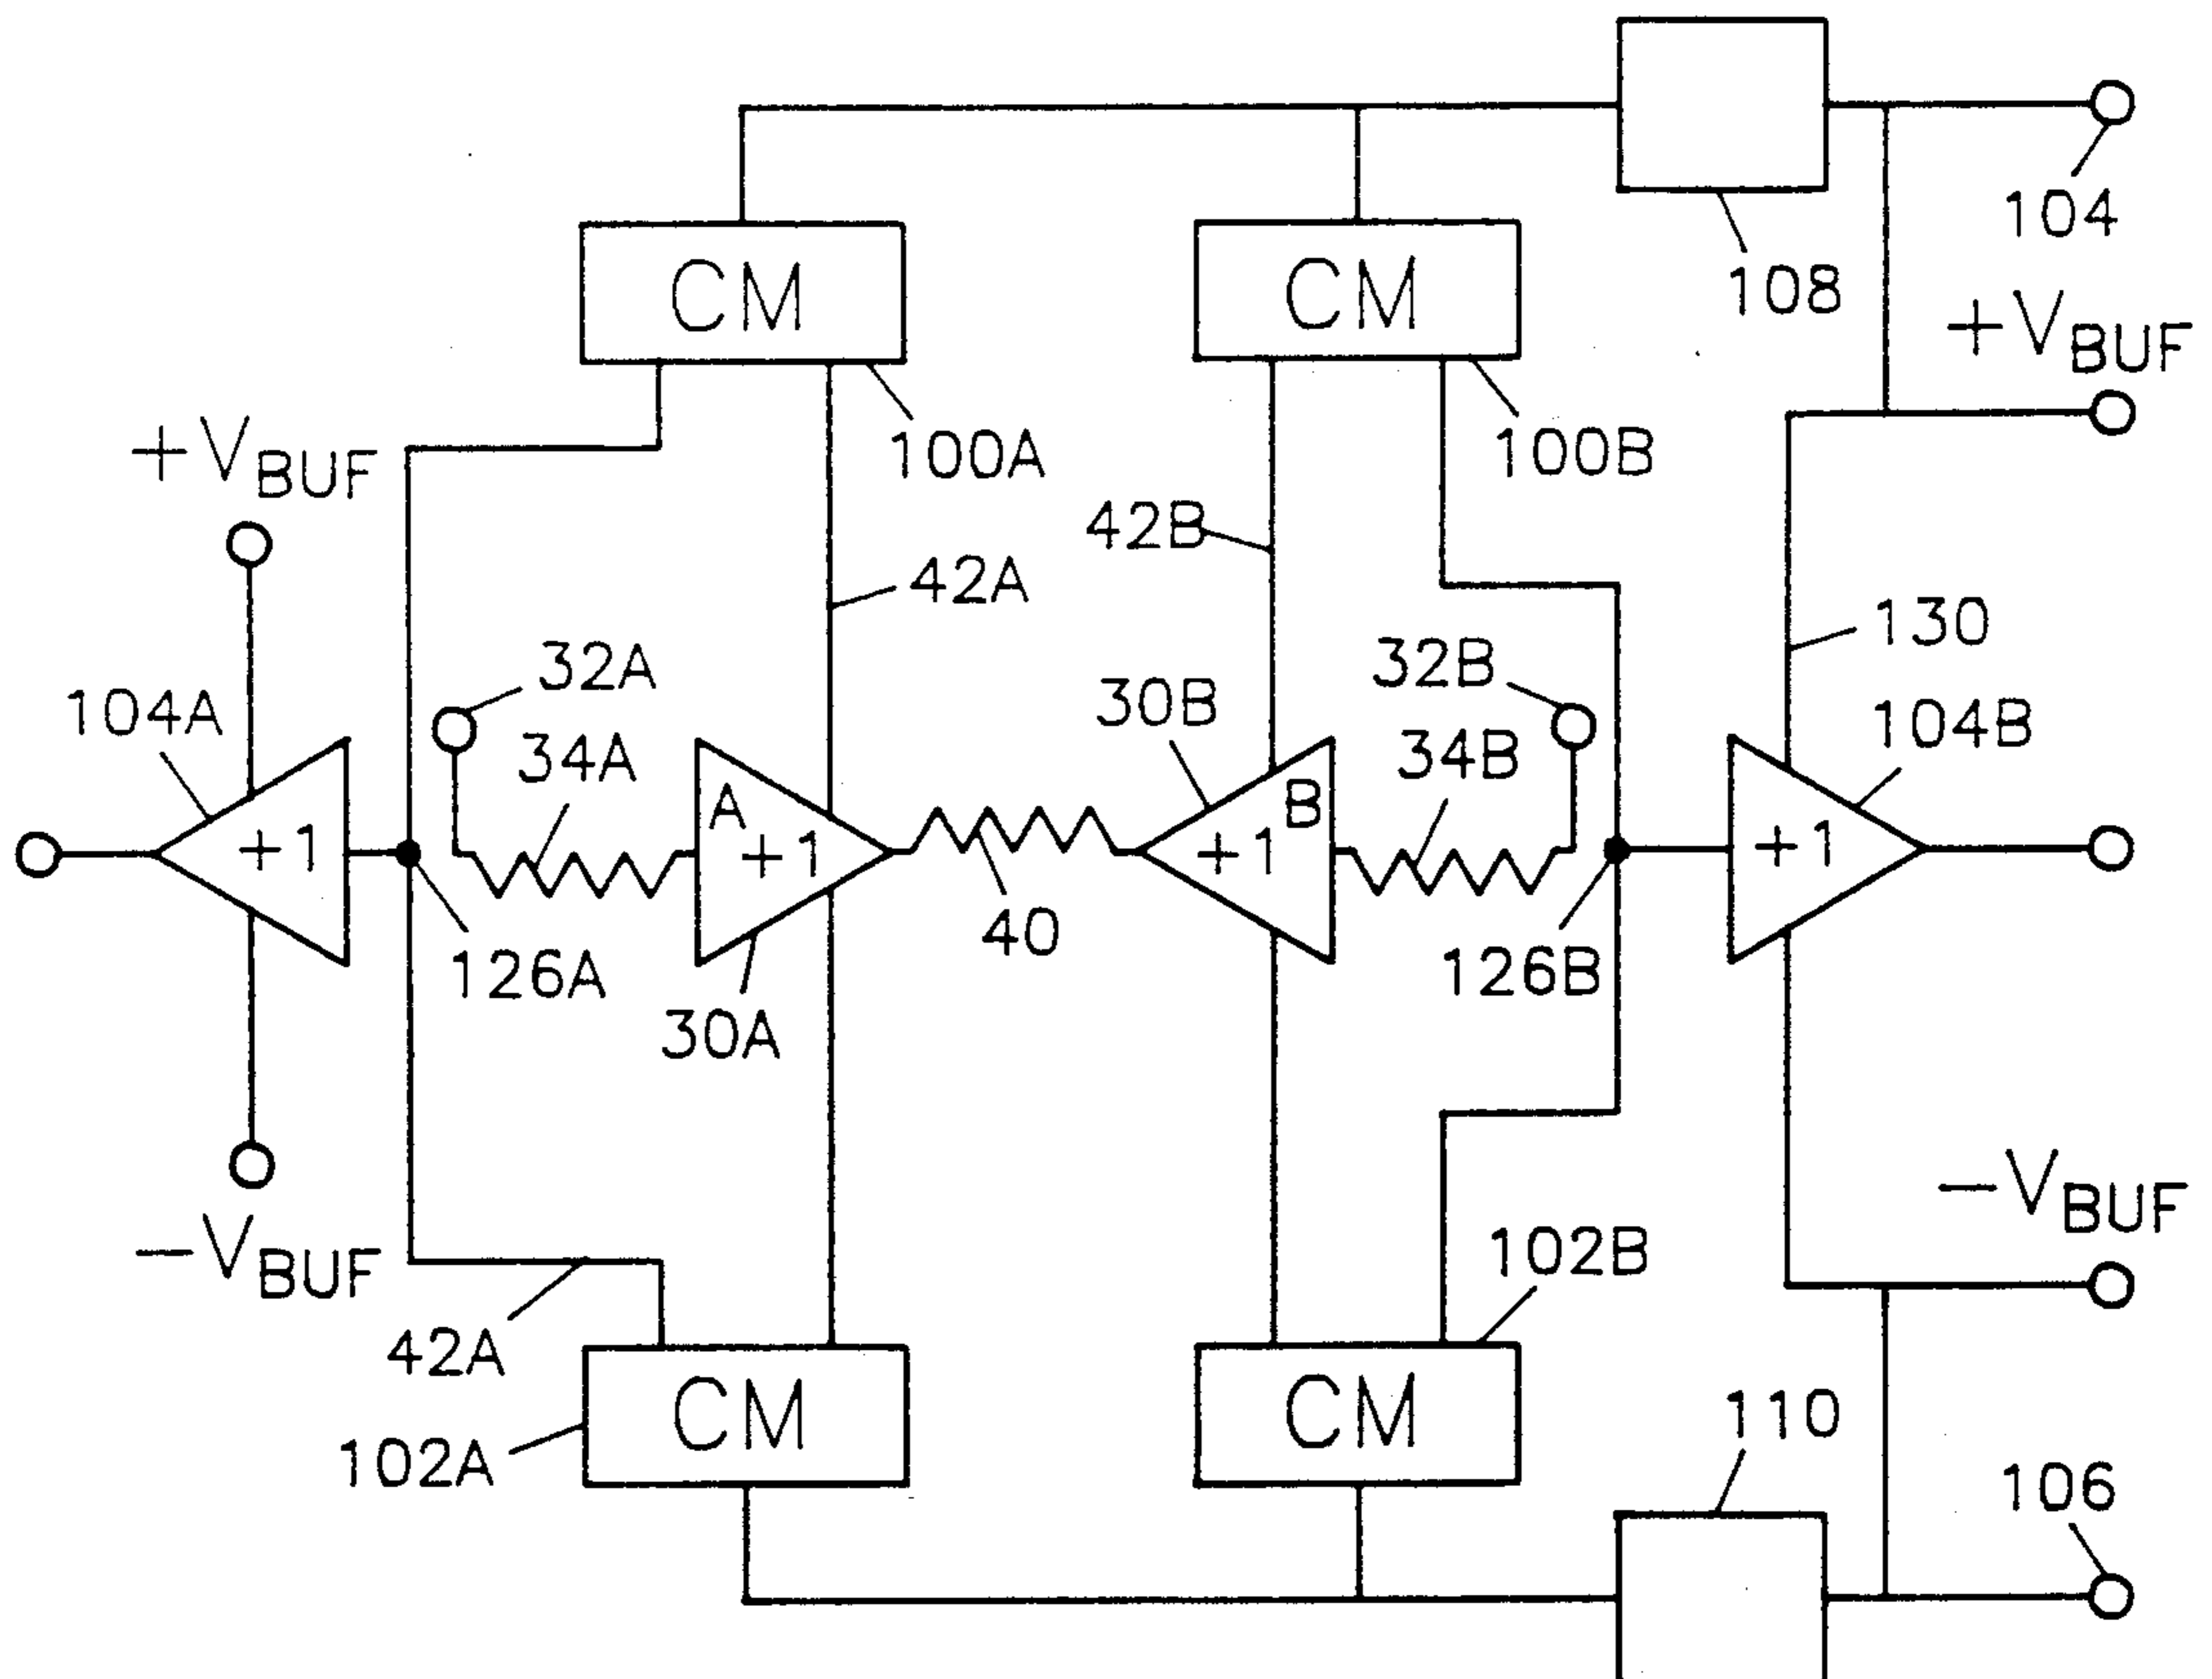 104
108
+VBUF
CM
CM
100A
100B
+VBUF
42B
42A
130
32A
32B
104A
30B
104B
34A
34B
A
B
+1
+1
+1
+1
40
126A
126B
30A
-VBUF
-VBUF
102B
42A
CM
CM
110
102A
106